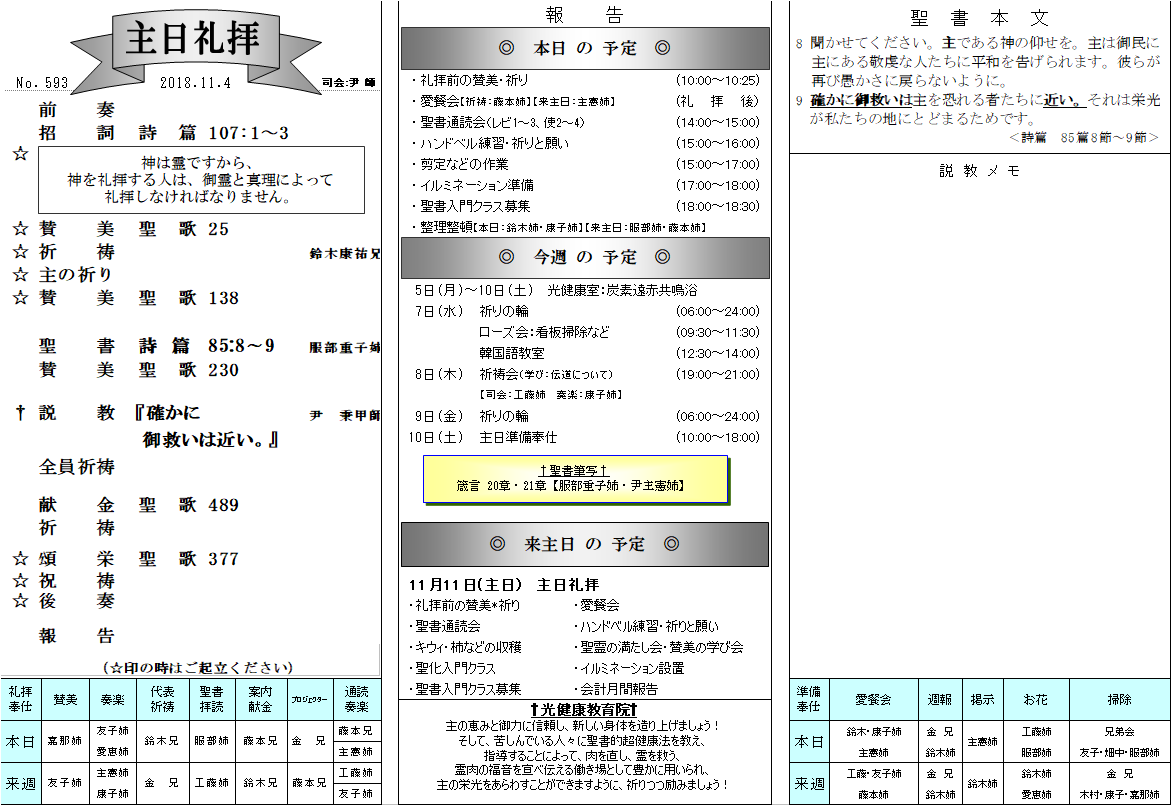 主日礼拝
No. 593 2018.11.4 司会:尹 師
前 奏
招 詞 詩 篇 107:1～3
☆ 神は霊ですから、
神を礼拝する人は、御霊と真理によって
礼拝しなければなりません。
☆ 賛 美 聖 歌 25
☆ 祈 祷 鈴木康祐兄
☆ 主の祈り
☆ 賛 美 聖 歌 138
聖 書 詩 篇 85:8～9 服部重子姉
賛 美 聖 歌 230
† 説 教 『確かに 尹 秉甲師
御救いは近い。』
全員祈祷
献 金 聖 歌 489
祈 祷
☆ 頌 栄 聖 歌 377
☆ 祝 祷
☆ 後 奏
報 告
(☆印の時はご起立ください)
礼拝奉仕 賛美 奏楽 代表祈祷 聖書拝読 案内献金 プロジェクター 通読奏楽
本日 嘉那姉 友子姉 愛恵姉 鈴木兄 服部姉 藤本兄 金 兄 藤本兄 主憲姉
来週 友子姉 主憲姉 康子姉 金 兄 工藤姉 鈴木兄 藤本兄 工藤姉 友子姉
報 告
◎ 本日 の 予定 ◎
・礼拝前の賛美・祈り (10:00～10:25)
・愛餐会【祈祷:藤本姉】【来主日:主憲姉】 (礼 拝 後)
・聖書通読会(レビ1～3、使2～4) (14:00～15:00)
・ハンドベル練習・祈りと願い (15:00～16:00)
・剪定などの作業 (15:00～17:00)
・イルミネーション準備 (17:00～18:00)
・聖書入門クラス募集 (18:00～18:30)
・整理整頓【本日:鈴木姉・康子姉】【来主日:服部姉・藤本姉】
◎ 今週 の 予定 ◎
5日(月)～10日(土) 光健康室:炭素遠赤共鳴浴
7日(水) 祈りの輪 (06:00～24:00)
ローズ会:看板掃除など (09:30～11:30)
韓国語教室 (12:30～14:00)
8日(木) 祈祷会(学び:伝道について) (19:00～21:00)
【司会:工藤姉 奏楽:康子姉】
9日(金) 祈りの輪 (06:00～24:00)
10日(土) 主日準備奉仕 (10:00～18:00)
†聖書筆写†
箴言 20章・21章【服部重子姉・尹主憲姉】
◎ 来主日 の 予定 ◎
11月11日(主日) 主日礼拝
・礼拝前の賛美*祈り ・愛餐会
・聖書通読会 ・ハンドベル練習・祈りと願い
・キウィ・柿などの収穫 ・聖霊の満たし会・賛美の学び会
・聖化入門クラス ・イルミネーション設置
・聖書入門クラス募集 ・会計月間報告
†光健康教育院†
主の恵みと御力に信頼し、新しい身体を造り上げましょう！
そして、苦しんでいる人々に聖書的超健康法を教え、
指導することによって、肉を直し、霊を救う、
霊肉の福音を宣べ伝える働き場として豊かに用いられ、
主の栄光をあらわすことができますように、祈りつつ励みましょう！
聖 書 本 文
8 聞かせてください。主である神の仰せを。主は御民に
主にある敬虔な人たちに平和を告げられます。彼らが
再び愚かさに戻らないように。
9 確かに御救いは主を恐れる者たちに近い。それは栄光
が私たちの地にとどまるためです。
＜詩篇 85篇8節～9節＞
説 教 メ モ
準備奉仕 愛餐会 週報 掲示 お花 掃除
本日 鈴木・康子姉 主憲姉 金 兄 鈴木姉 主憲姉 工藤姉 服部姉 兄弟会 友子・畑中・服部姉
来週 工藤・友子姉 藤本姉 金 兄 鈴木姉 鈴木姉 鈴木姉 愛恵姉 金 兄 木村・康子・嘉那姉